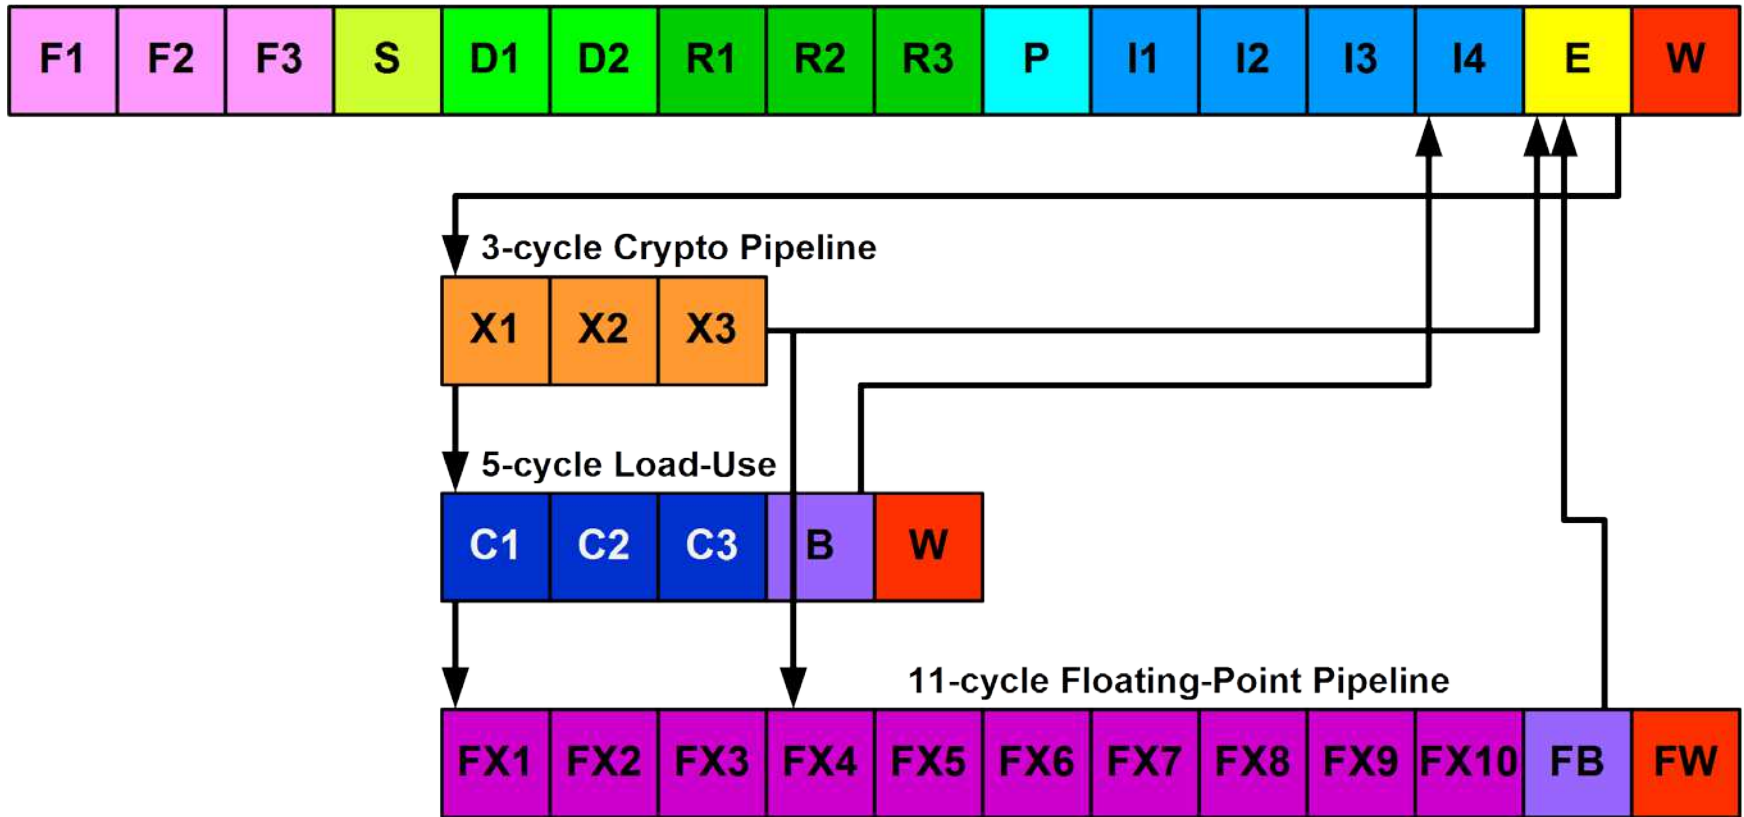 F1 F2 F3 S D1 D2 R1 R2 R3 P I1 I2 I3 I4 E W
3-cycle Crypto Pipeline
X1 X2 X3
5-cycle Load-Use
C1 C2 C3 B W
11-cycle Floating-Point Pipeline
FX1 FX2 FX3 FX4 FX5 FX6 FX7 FX8 FX9 FX10 FB FW